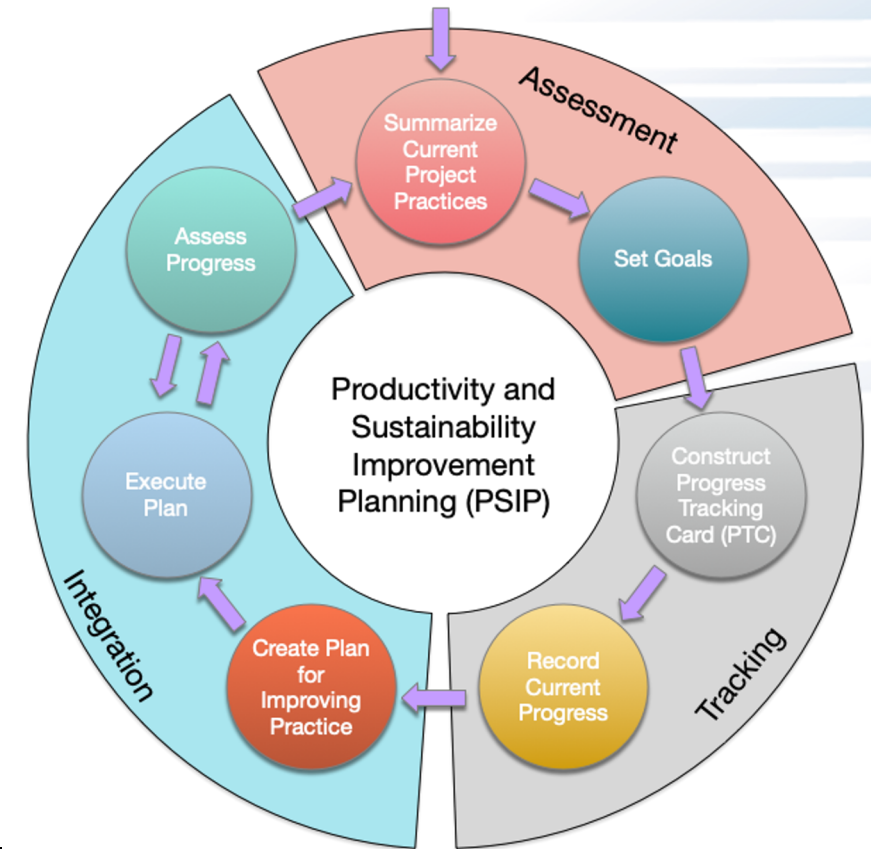 Assessment
Summarize
Current
Project
Practices
Set Goals
Assess
Progress
Productivity and
Sustainability
Improvement
Planning (PSIP)
Construct
Progress
Tracking
Card (PTC)
Execute
Plan
Integration
Create Plan
for
Improving
Practice
Record
Current
Progress
Tracking